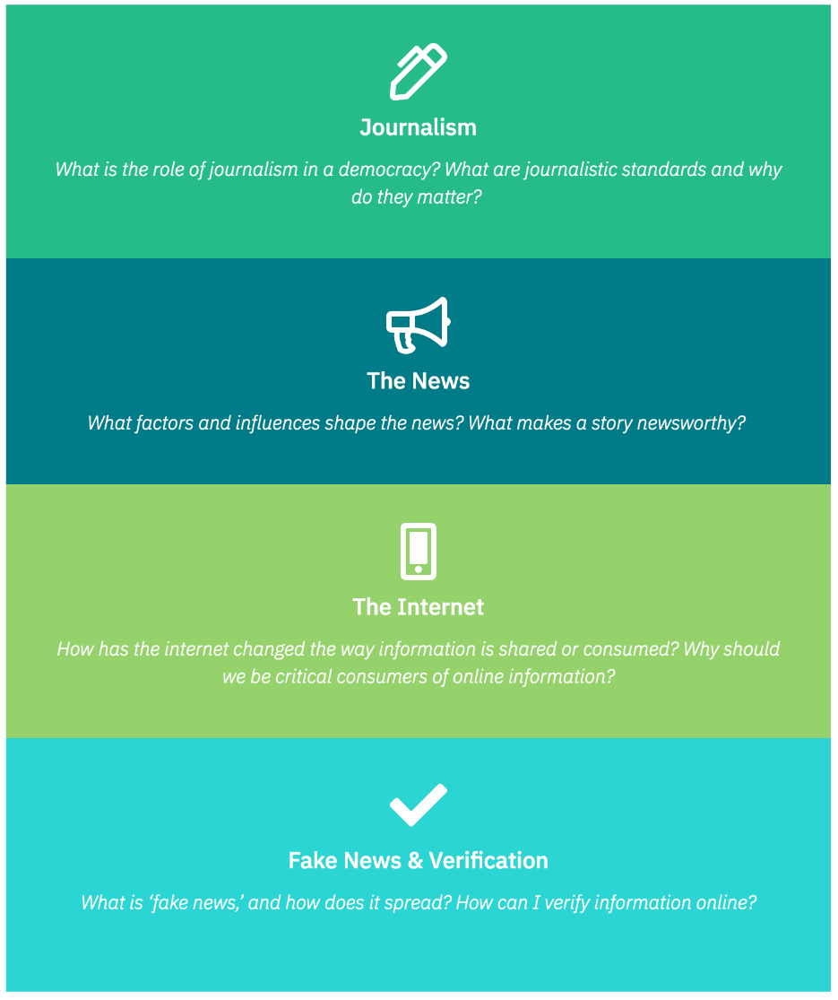 Journalism
What is the role of journalism in a democracy? What are journalistic standards and why
do they matter?
The News
What factors and influences shape the news? What makes a story newsworthy?
The Internet
How has the internet changed the way information is shared or consumed? Why should
we be critical consumers of online information?
Fake News & Verification
What is ‘fake news,’ and how does it spread? How can I verify information online?